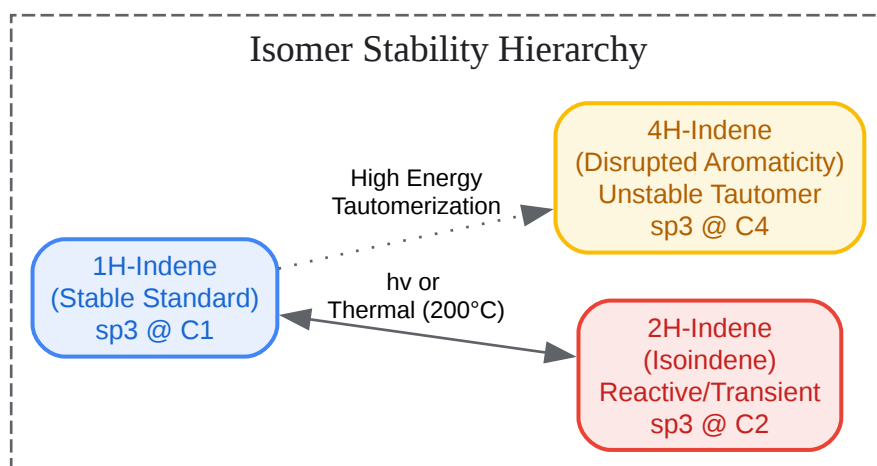 Isomer Stability Hierarchy
4H-Indene
(Disrupted Aromaticity)
Unstable Tautomer
sp3 @ C4
High Energy
Tautomerization
1H-Indene
(Stable Standard)
sp3 @ C1
hv or
Thermal (200°C)
2H-Indene
(Isoindene)
Reactive/Transient
sp3 @ C2